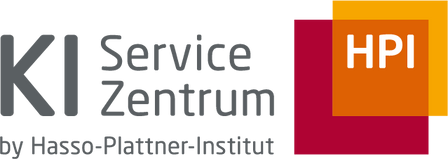 KI Service
Zentrum
by Hasso-Plattner-Institut
HPI